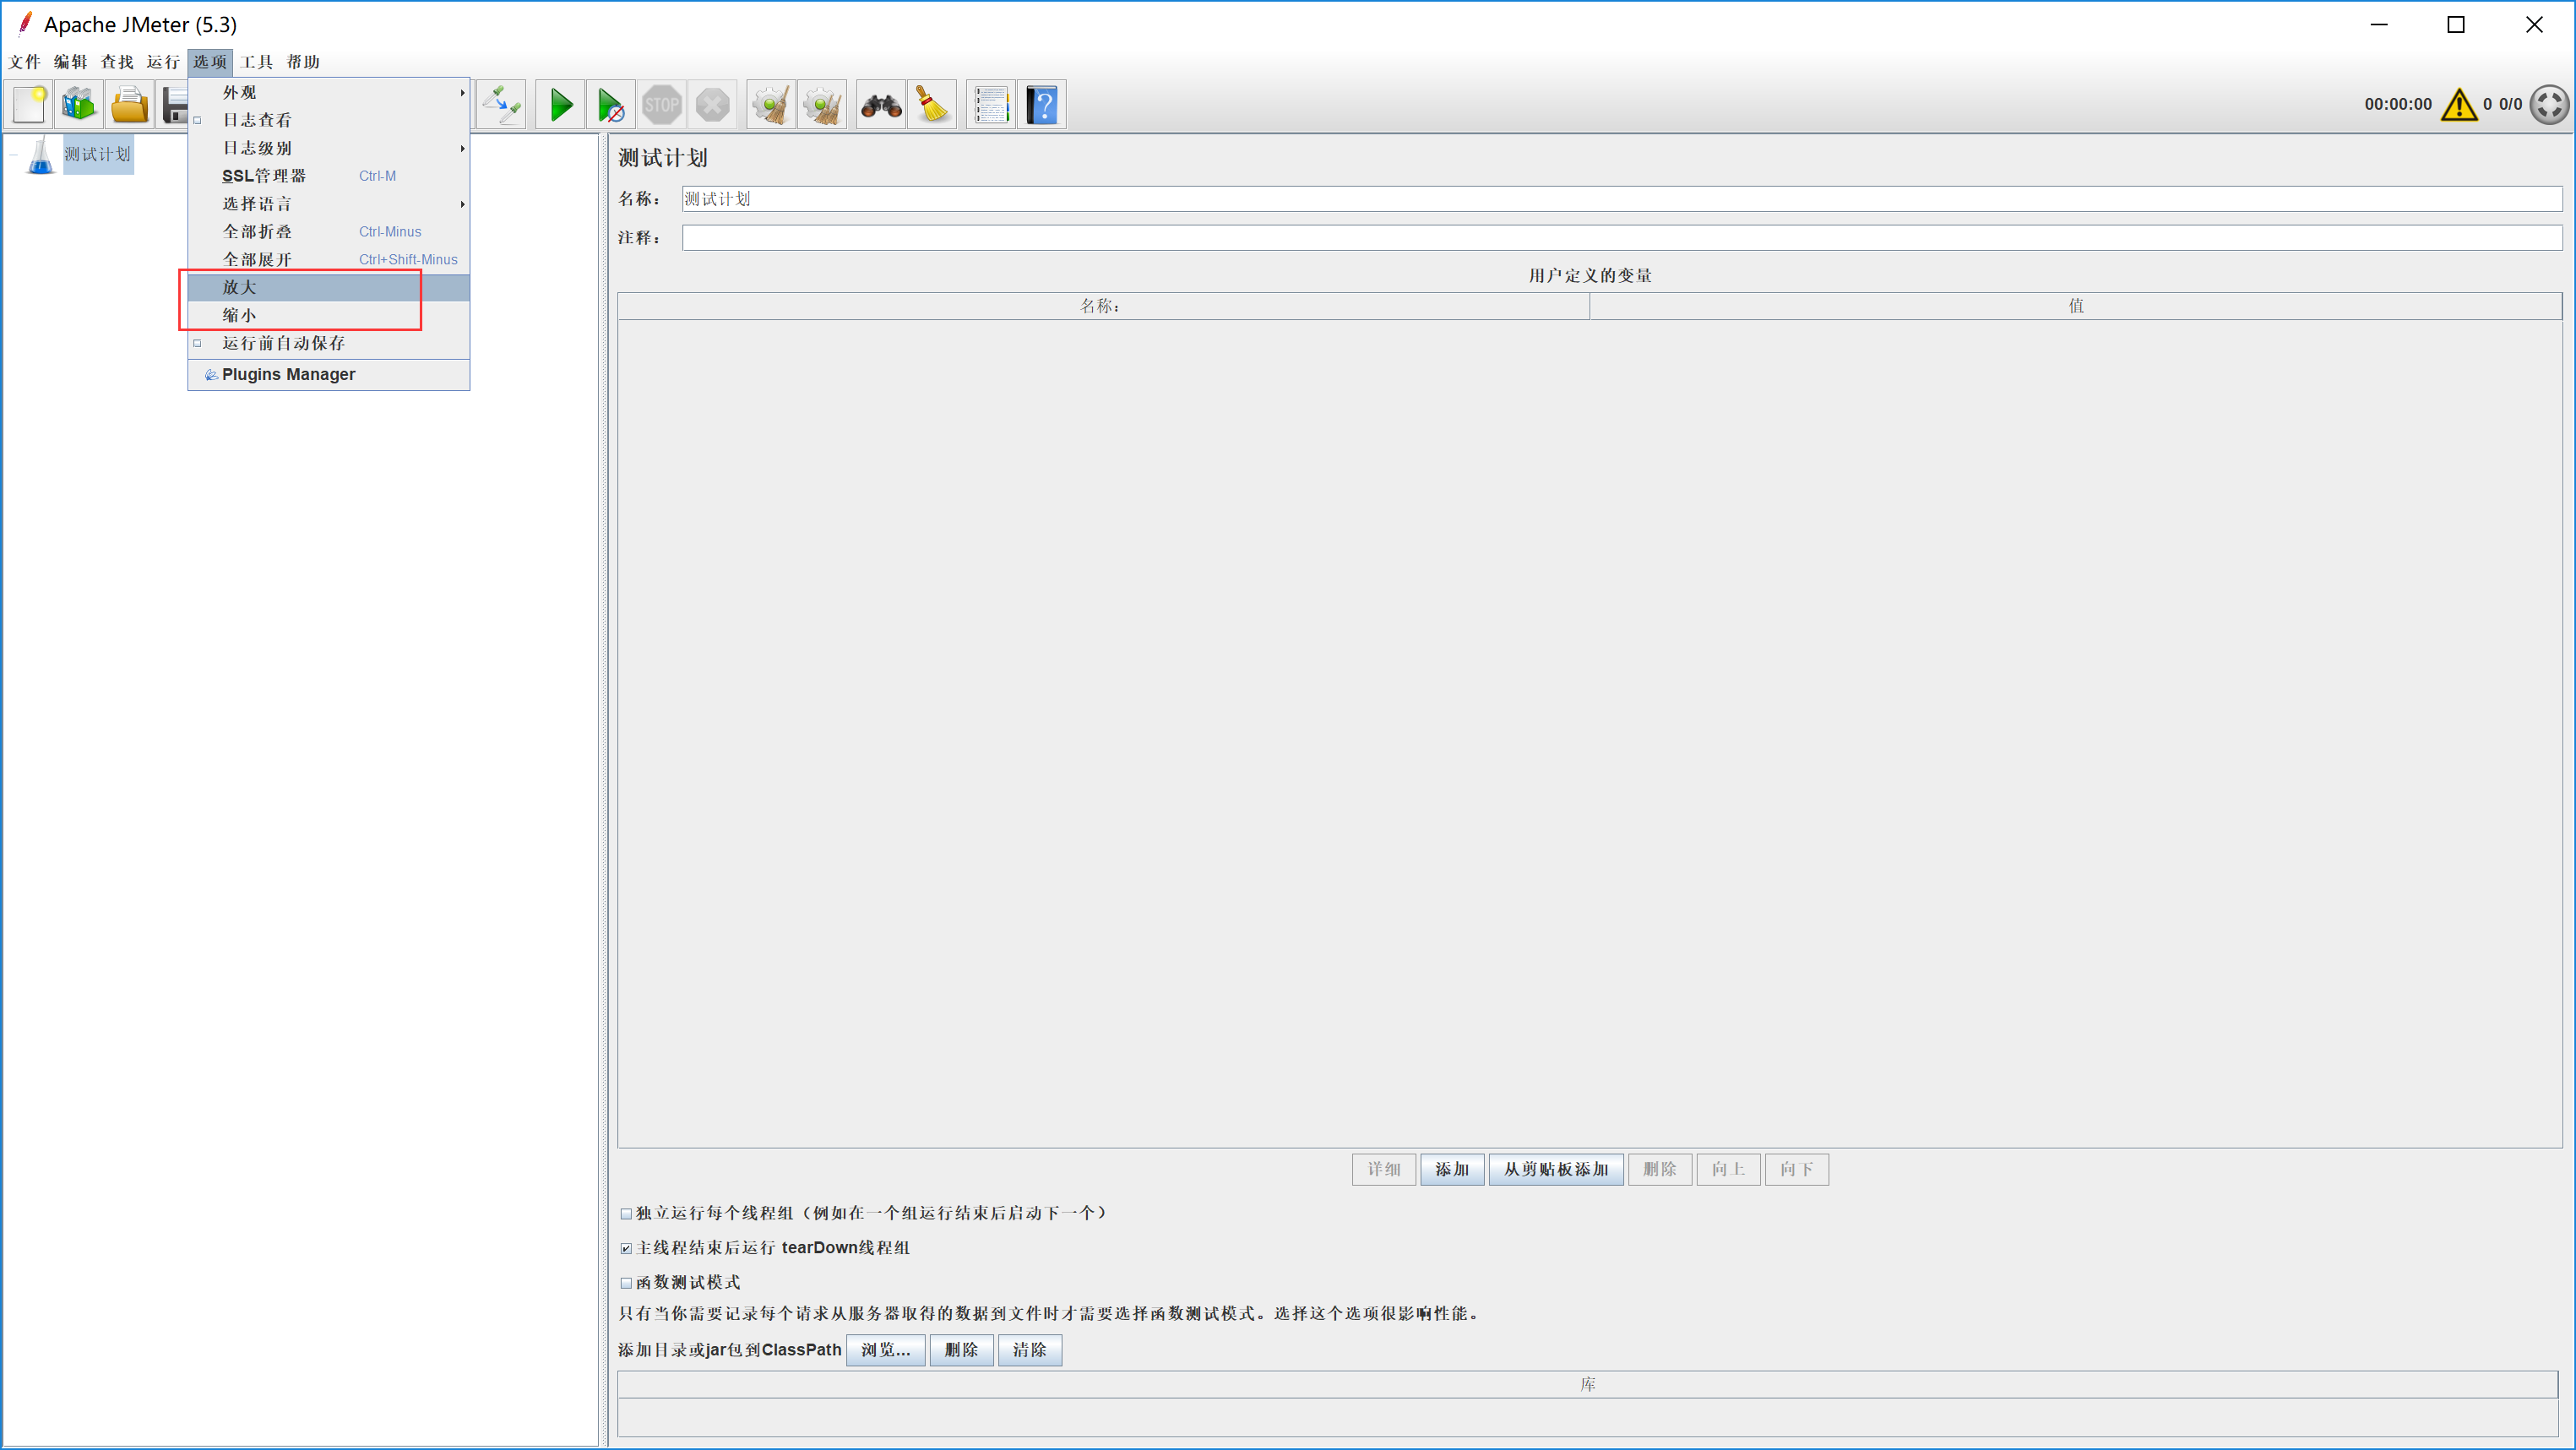 Apache JMeter (5.3)
文件 编辑 查找 运行 选项 工具 帮助
STOP
00:00:00 0 0/0
外观
日志查看
日志级别
SSL管理器 Ctrl-M
选择语言
全部折叠 Ctrl-Minus
全部展开 Ctrl+Shift-Minus
放大
缩小
运行前自动保存
Plugins Manager
测试计划
测试计划
名称： 测试计划
注释：
用户定义的变量
名称： 值
详细 添加 从剪贴板添加 删除 向上 向下
独立运行每个线程组（例如在一个组运行结束后启动下一个）
主线程结束后运行 tearDown线程组
函数测试模式
只有当你需要记录每个请求从服务器取得的数据到文件时才需要选择函数测试模式。选择这个选项很影响性能。
添加目录或jar包到ClassPath 浏览... 删除 清除
库